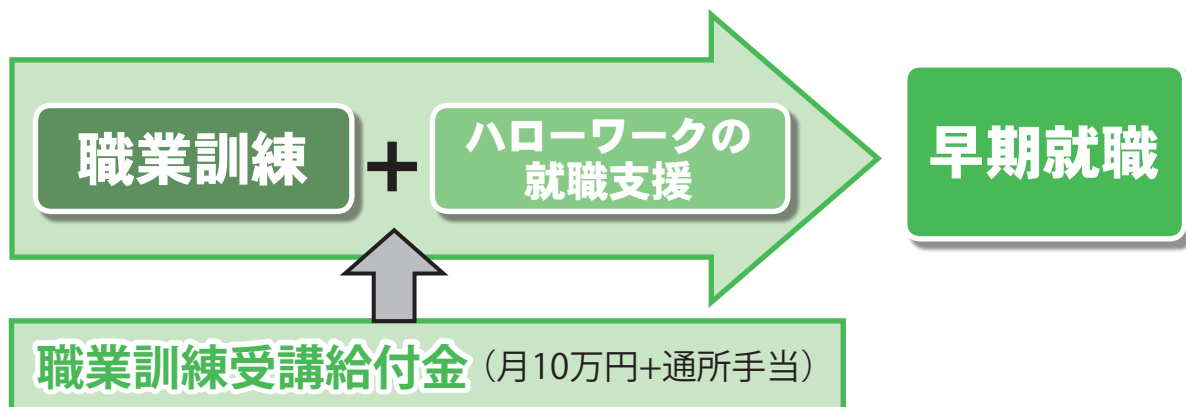 職業訓練
+
ハローワークの
就職支援
早期就職
職業訓練受講給付金（月10万円+通所手当）